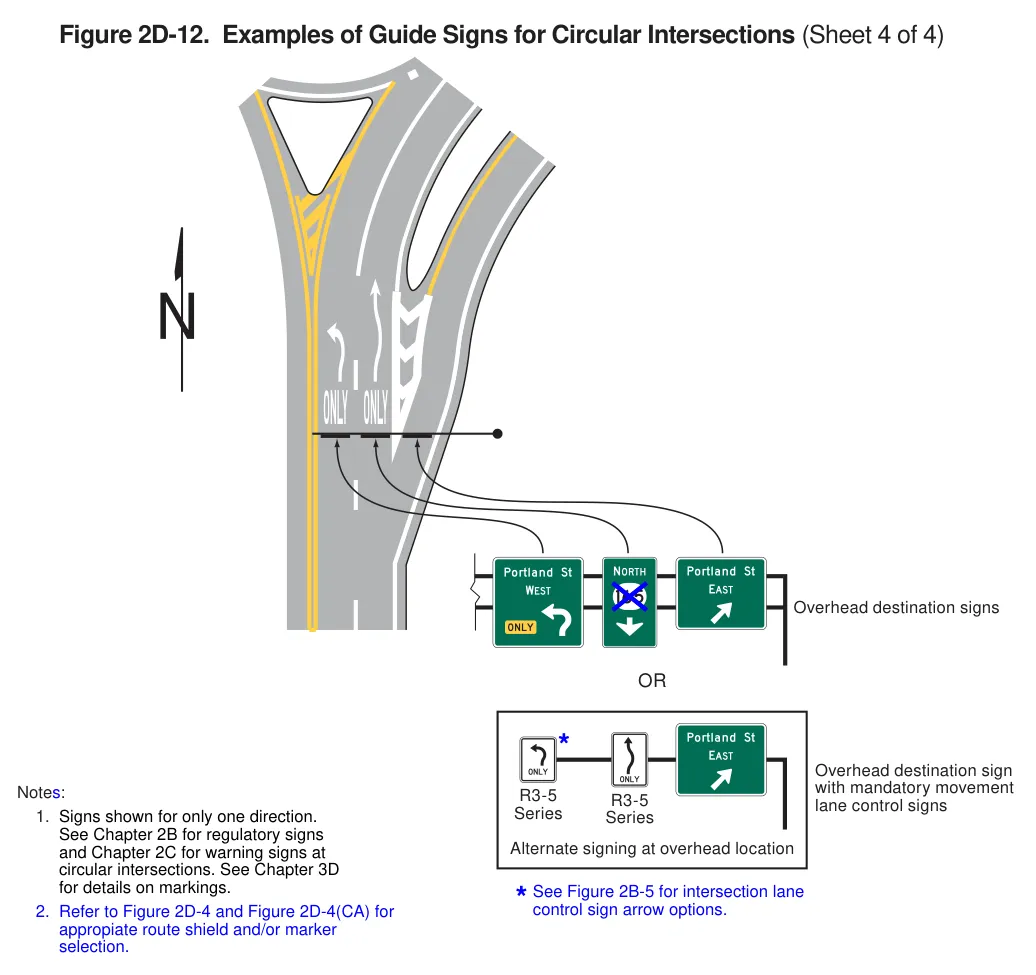 Figure 2D-12.  Examples of Guide Signs for Circular Intersections (Sheet 4 of 4)
N
ONLY ONLY
Portland St
WEST
ONLY
NORTH
Portland St
EAST
Overhead destination signs
OR
ONLY
*
R3-5
Series
ONLY
R3-5
Series
Portland St
EAST
Overhead destination sign
with mandatory movement
lane control signs
Alternate signing at overhead location
* See Figure 2B-5 for intersection lane
control sign arrow options.
Notes:
1. Signs shown for only one direction.
See Chapter 2B for regulatory signs
and Chapter 2C for warning signs at
circular intersections. See Chapter 3D
for details on markings.
2. Refer to Figure 2D-4 and Figure 2D-4(CA) for
appropiate route shield and/or marker
selection.